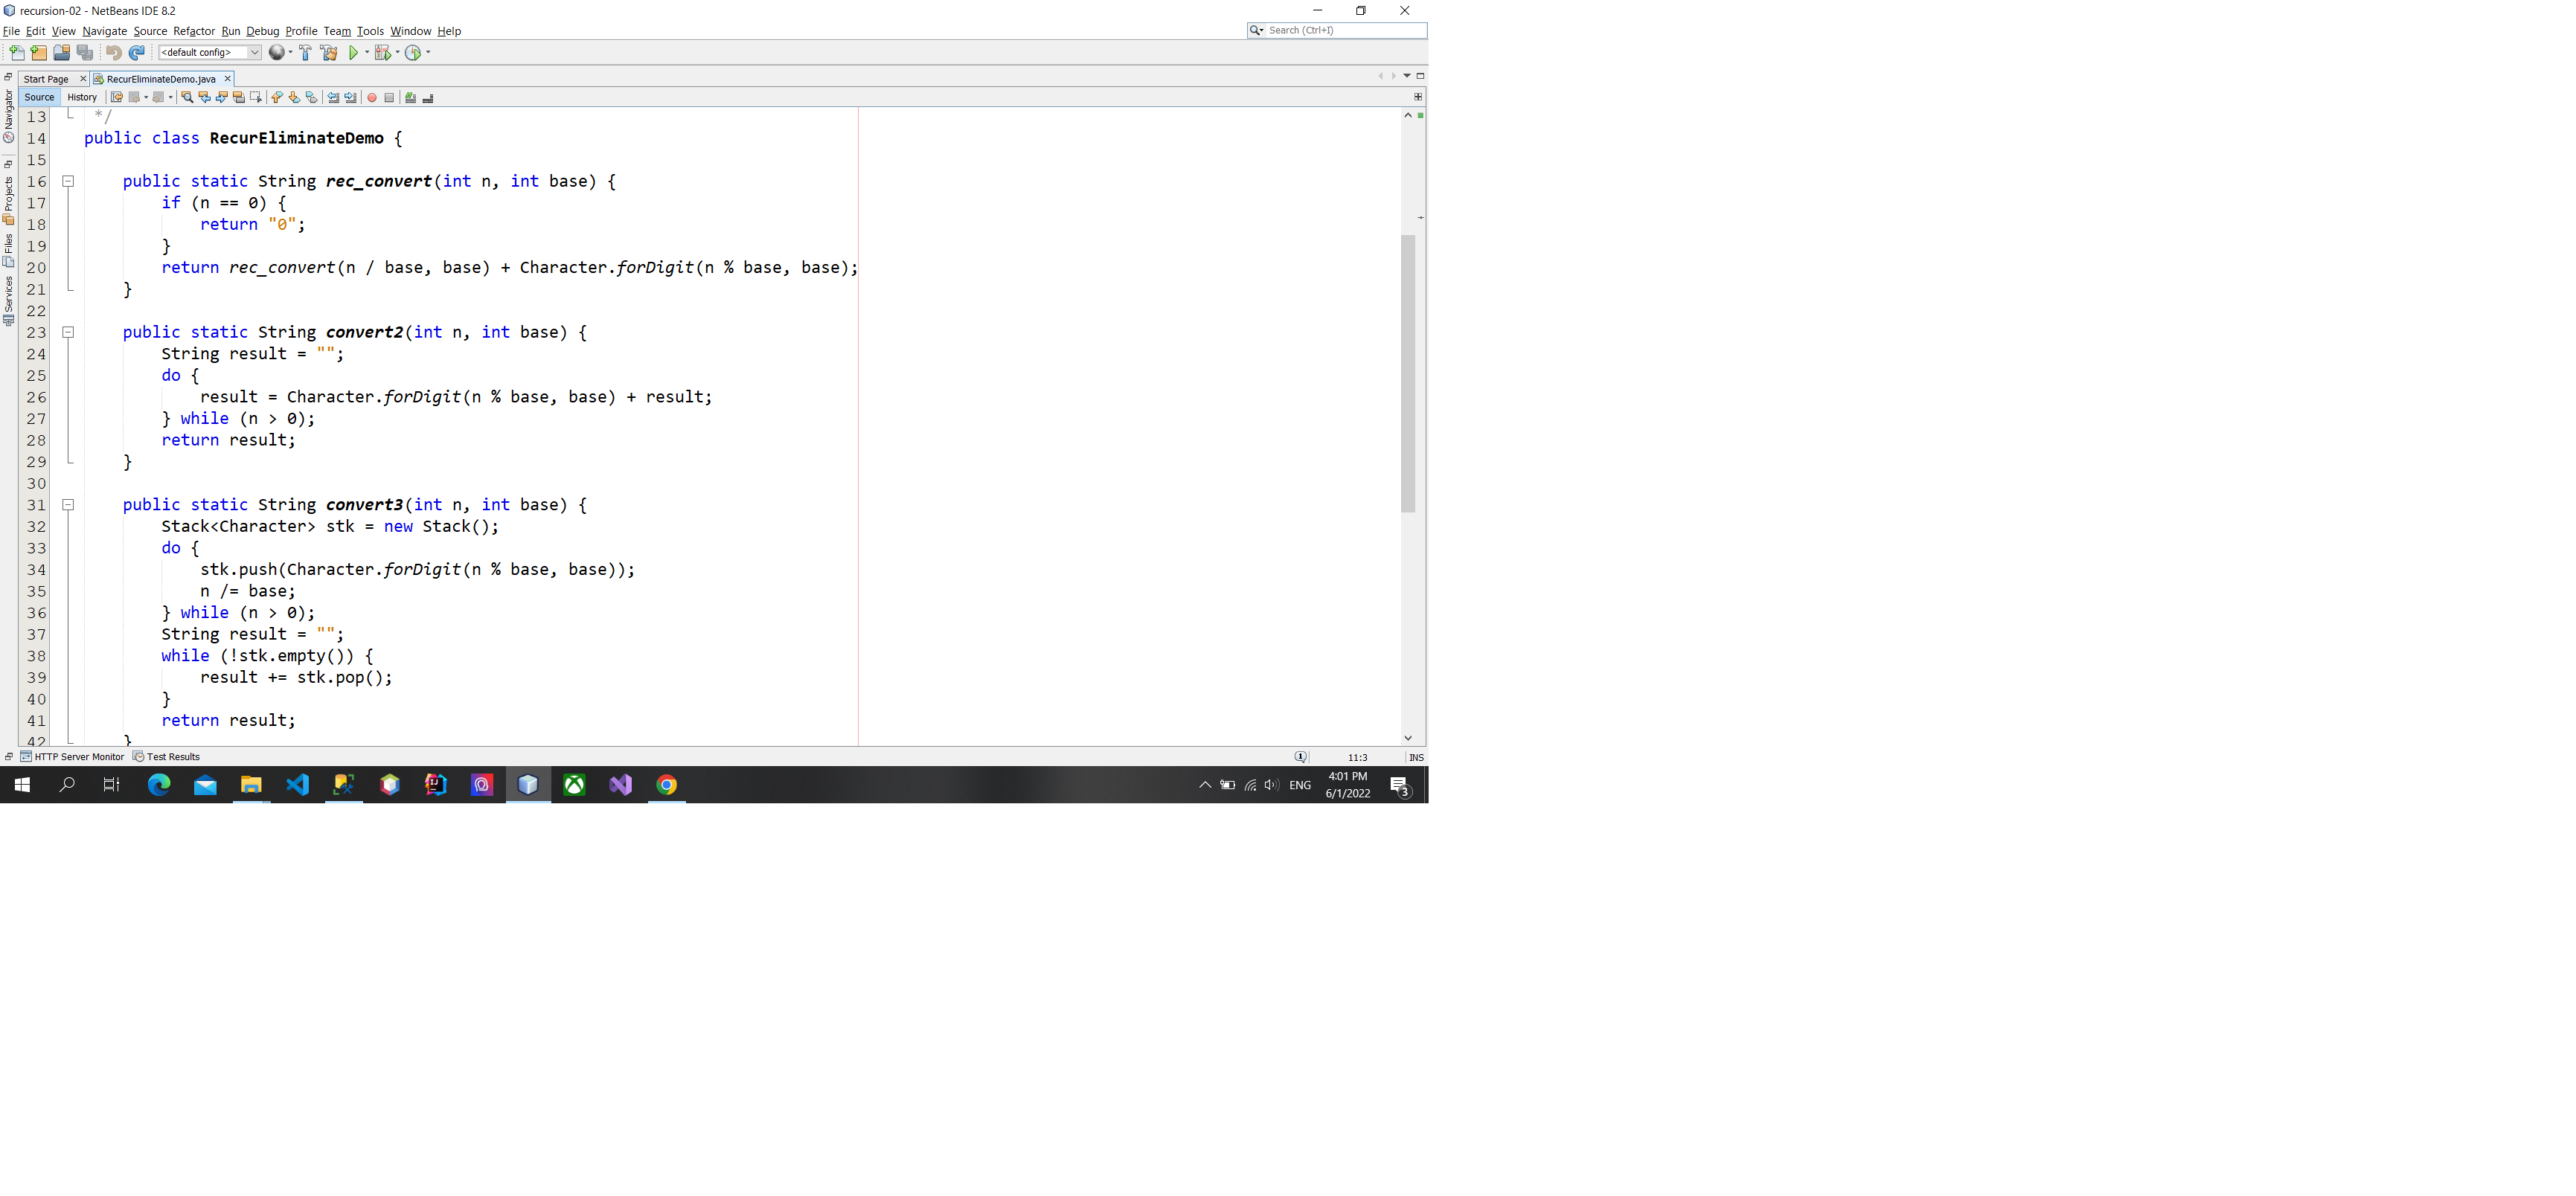 recursion-02 - NetBeans IDE 8.2
File Edit View Navigate Source Refactor Run Debug Profile Team Tools Window Help
Search (Ctrl+I)
<default config>
Start Page
RecurEliminateDemo.java
Source History
Navigator
Projects
Files
Services
13 */
14 public class RecurEliminateDemo {
15
16 public static String rec_convert(int n, int base) {
17 if (n == 0) {
18 return "0";
19 }
20 return rec_convert(n / base, base) + Character.forDigit(n % base, base);
21 }
22
23 public static String convert2(int n, int base) {
24 String result = "";
25 do {
26 result = Character.forDigit(n % base, base) + result;
27 } while (n > 0);
28 return result;
29 }
30
31 public static String convert3(int n, int base) {
32 Stack<Character> stk = new Stack();
33 do {
34 stk.push(Character.forDigit(n % base, base));
35 n /= base;
36 } while (n > 0);
37 String result = "";
38 while (!stk.empty()) {
39 result += stk.pop();
40 }
41 return result;
42 }
HTTP Server Monitor Test Results
1 11:3 INS
ENG
4:01 PM
6/1/2022
3